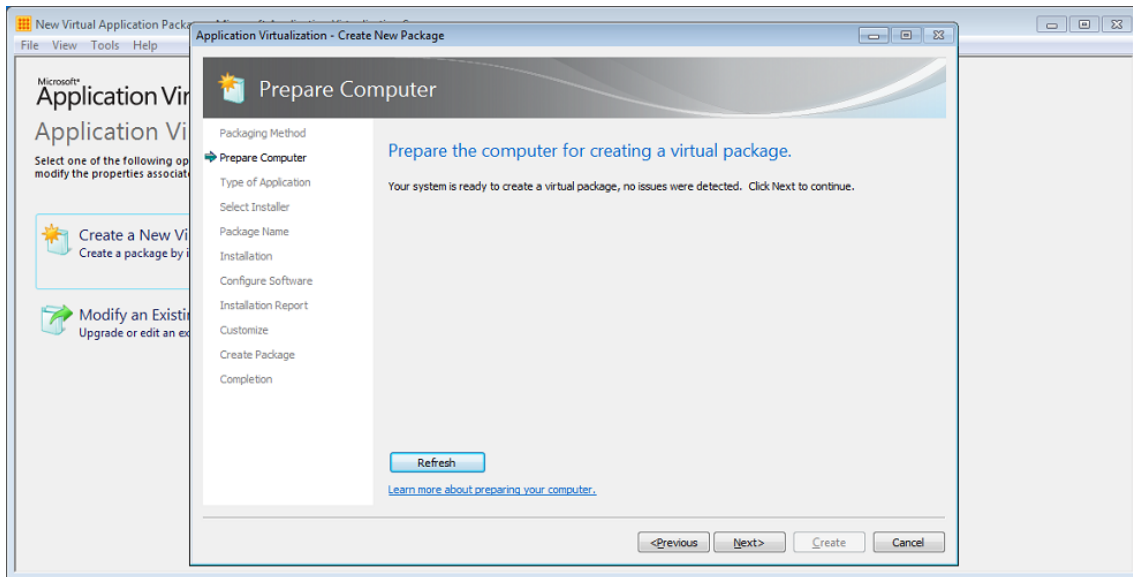 New Virtual Application Packa
File View Tools Help
Microsoft
Application Vir
Application Vi
Select one of the following op
modify the properties associat
Create a New Vi
Create a package by i
Modify an Existi
Upgrade or edit an ex
Application Virtualization - Create New Package
Prepare Computer
Packaging Method
Prepare Computer
Type of Application
Select Installer
Package Name
Installation
Configure Software
Installation Report
Customize
Create Package
Completion
Prepare the computer for creating a virtual package.
Your system is ready to create a virtual package, no issues were detected. Click Next to continue.
Refresh
Learn more about preparing your computer.
<Previous Next> Create Cancel